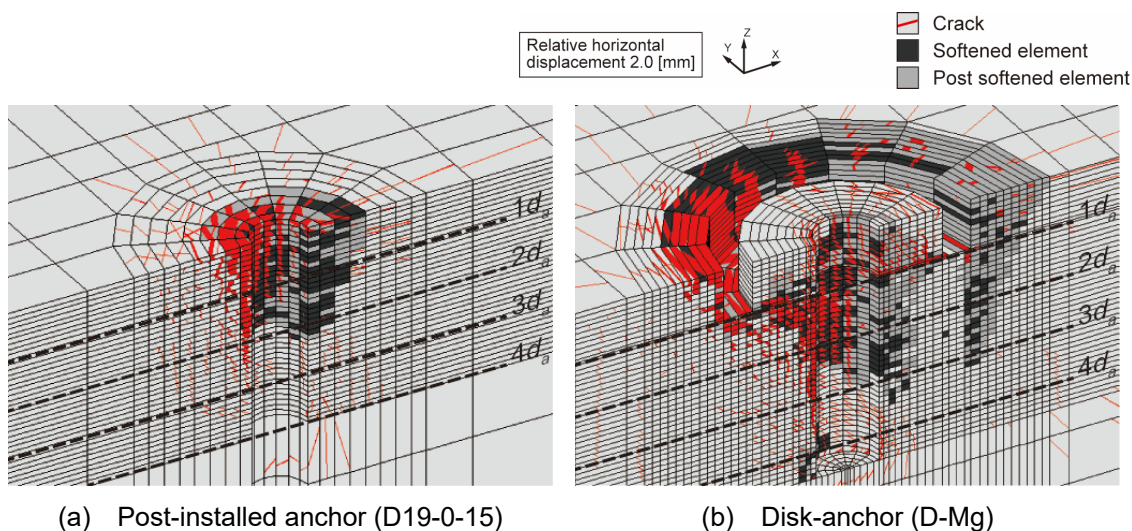 Relative horizontal
displacement 2.0 [mm]
Z
Y
X
Crack
Softened element
Post softened element
1da
2da
3da
4da
1da
2da
3da
4da
(a) Post-installed anchor (D19-0-15)
(b) Disk-anchor (D-Mg)